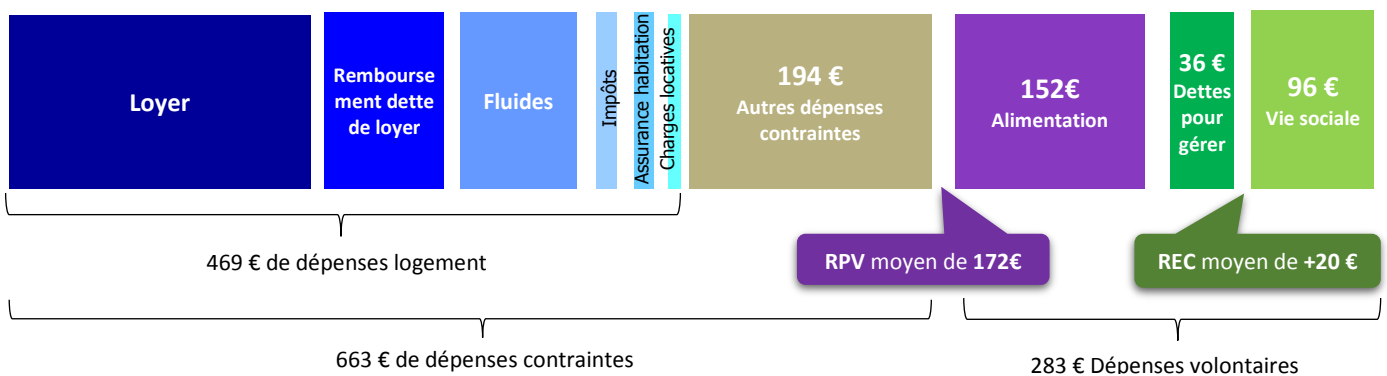 Loyer
Rembourse
ment dette
de loyer
Fluides
Impôts
Assurance habitation
Charges locatives
194 €
Autres dépenses
contraintes
152€
Alimentation
36 €
Dettes
pour
gérer
96 €
Vie sociale
469 € de dépenses logement
RPV moyen de 172€
REC moyen de +20 €
663 € de dépenses contraintes
283 € Dépenses volontaires